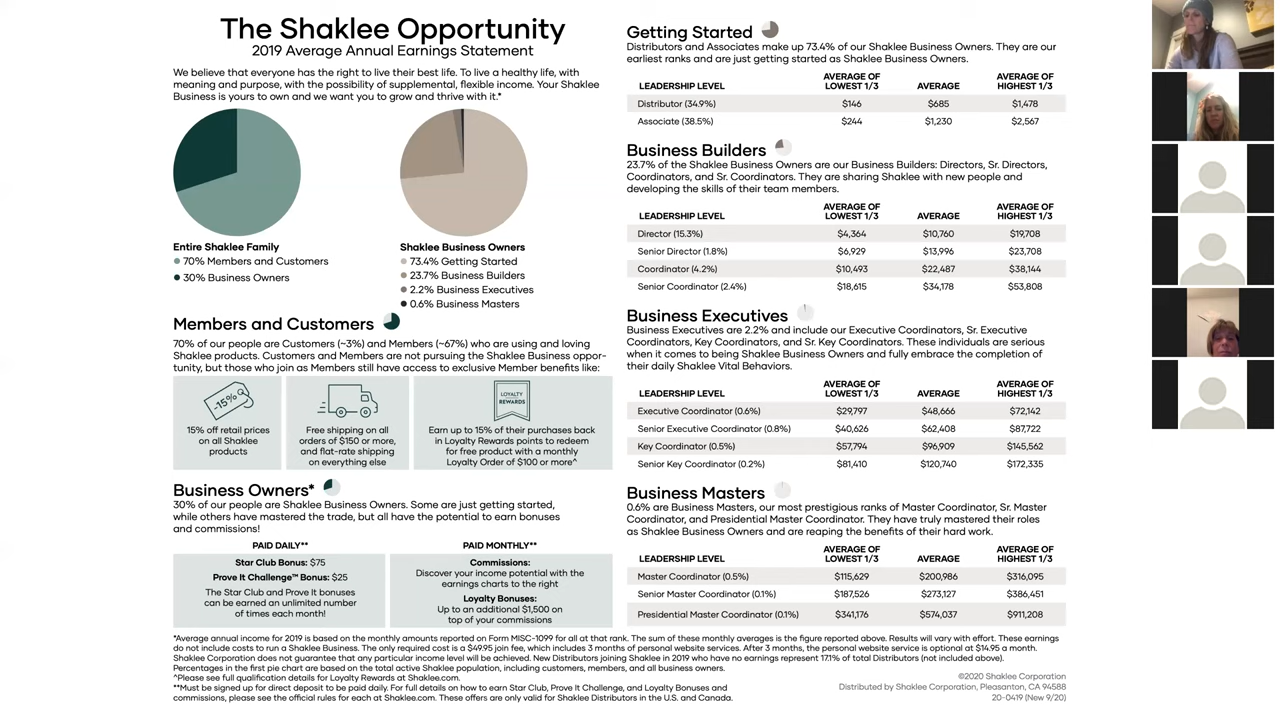 The Shaklee Opportunity
2019 Average Annual Earnings Statement
We believe that everyone has the right to live their best life. To live a healthy life, with
meaning and purpose, with the possibility of supplemental, flexible income. Your Shaklee
Business is yours to own and we want you to grow and thrive with it.*
Entire Shaklee Family
70% Members and Customers
30% Business Owners
Shaklee Business Owners
73.4% Getting Started
23.7% Business Builders
2.2% Business Executives
0.6% Business Masters
Members and Customers
70% of our people are Customers (~3%) and Members (~67%) who are using and loving
Shaklee products. Customers and Members are not pursuing the Shaklee Business oppor-
tunity, but those who join as Members still have access to exclusive Member benefits like:
-15%
15% off retail prices
on all Shaklee
products
Free shipping on all
orders of $150 or more,
and flat-rate shipping
on everything else
LOYALTY
REWARDS
Earn up to 15% of their purchases back
in Loyalty Rewards points to redeem
for free product with a monthly
Loyalty Order of $100 or more^
Business Owners*
30% of our people are Shaklee Business Owners. Some are just getting started,
while others have mastered the trade, but all have the potential to earn bonuses
and commissions!
PAID DAILY**
Star Club Bonus: $75
Prove It Challenge™ Bonus: $25
The Star Club and Prove It bonuses
can be earned an unlimited number
of times each month!
PAID MONTHLY**
Commissions:
Discover your income potential with the
earnings charts to the right
Loyalty Bonuses:
Up to an additional $1,500 on
top of your commissions
Getting Started
Distributors and Associates make up 73.4% of our Shaklee Business Owners. They are our
earliest ranks and are just getting started as Shaklee Business Owners.
LEADERSHIP LEVEL AVERAGE OF LOWEST 1/3 AVERAGE AVERAGE OF HIGHEST 1/3
Distributor (34.9%) $146 $685 $1,478
Associate (38.5%) $244 $1,230 $2,567
Business Builders
23.7% of the Shaklee Business Owners are our Business Builders: Directors, Sr. Directors,
Coordinators, and Sr. Coordinators. They are sharing Shaklee with new people and
developing the skills of their team members.
LEADERSHIP LEVEL AVERAGE OF LOWEST 1/3 AVERAGE AVERAGE OF HIGHEST 1/3
Director (15.3%) $4,364 $10,760 $19,708
Senior Director (1.8%) $6,929 $13,996 $23,708
Coordinator (4.2%) $10,493 $22,487 $38,144
Senior Coordinator (2.4%) $18,615 $34,178 $53,808
Business Executives
Business Executives are 2.2% and include our Executive Coordinators, Sr. Executive
Coordinators, Key Coordinators, and Sr. Key Coordinators. These individuals are serious
when it comes to being Shaklee Business Owners and fully embrace the completion of
their daily Shaklee Vital Behaviors.
LEADERSHIP LEVEL AVERAGE OF LOWEST 1/3 AVERAGE AVERAGE OF HIGHEST 1/3
Executive Coordinator (0.6%) $29,797 $48,666 $72,142
Senior Executive Coordinator (0.8%) $40,626 $62,408 $87,722
Key Coordinator (0.5%) $57,794 $96,909 $145,562
Senior Key Coordinator (0.2%) $81,410 $120,740 $172,335
Business Masters
0.6% are Business Masters, our most prestigious ranks of Master Coordinator, Sr. Master
Coordinator, and Presidential Master Coordinator. They have truly mastered their roles
as Shaklee Business Owners and are reaping the benefits of their hard work.
LEADERSHIP LEVEL AVERAGE OF LOWEST 1/3 AVERAGE AVERAGE OF HIGHEST 1/3
Master Coordinator (0.5%) $115,629 $200,986 $316,095
Senior Master Coordinator (0.1%) $187,526 $273,127 $386,451
Presidential Master Coordinator (0.1%) $341,176 $574,037 $911,208
*Average annual income for 2019 is based on the monthly amounts reported on Form MISC-1099 for all at that rank. The sum of these monthly averages is the figure reported above. Results will vary with effort. These earnings
do not include costs to run a Shaklee Business. The only required cost is a $49.95 join fee, which includes 3 months of personal website services. After 3 months, the personal website service is optional at $14.95 a month.
Shaklee Corporation does not guarantee that any particular income level will be achieved. New Distributors joining Shaklee in 2019 who have no earnings represent 17.1% of total Distributors (not included above).
Percentages in the first pie chart are based on the total active Shaklee population, including customers, members, and all business owners.
^Please see full qualification details for Loyalty Rewards at Shaklee.com.
**Must be signed up for direct deposit to be paid daily. For full details on how to earn Star Club, Prove It Challenge, and Loyalty Bonuses and
commissions, please see the official rules for each at Shaklee.com. These offers are only valid for Shaklee Distributors in the U.S. and Canada.
©2020 Shaklee Corporation
Distributed by Shaklee Corporation, Pleasanton, CA 94588
20-0419 (New 9/20)